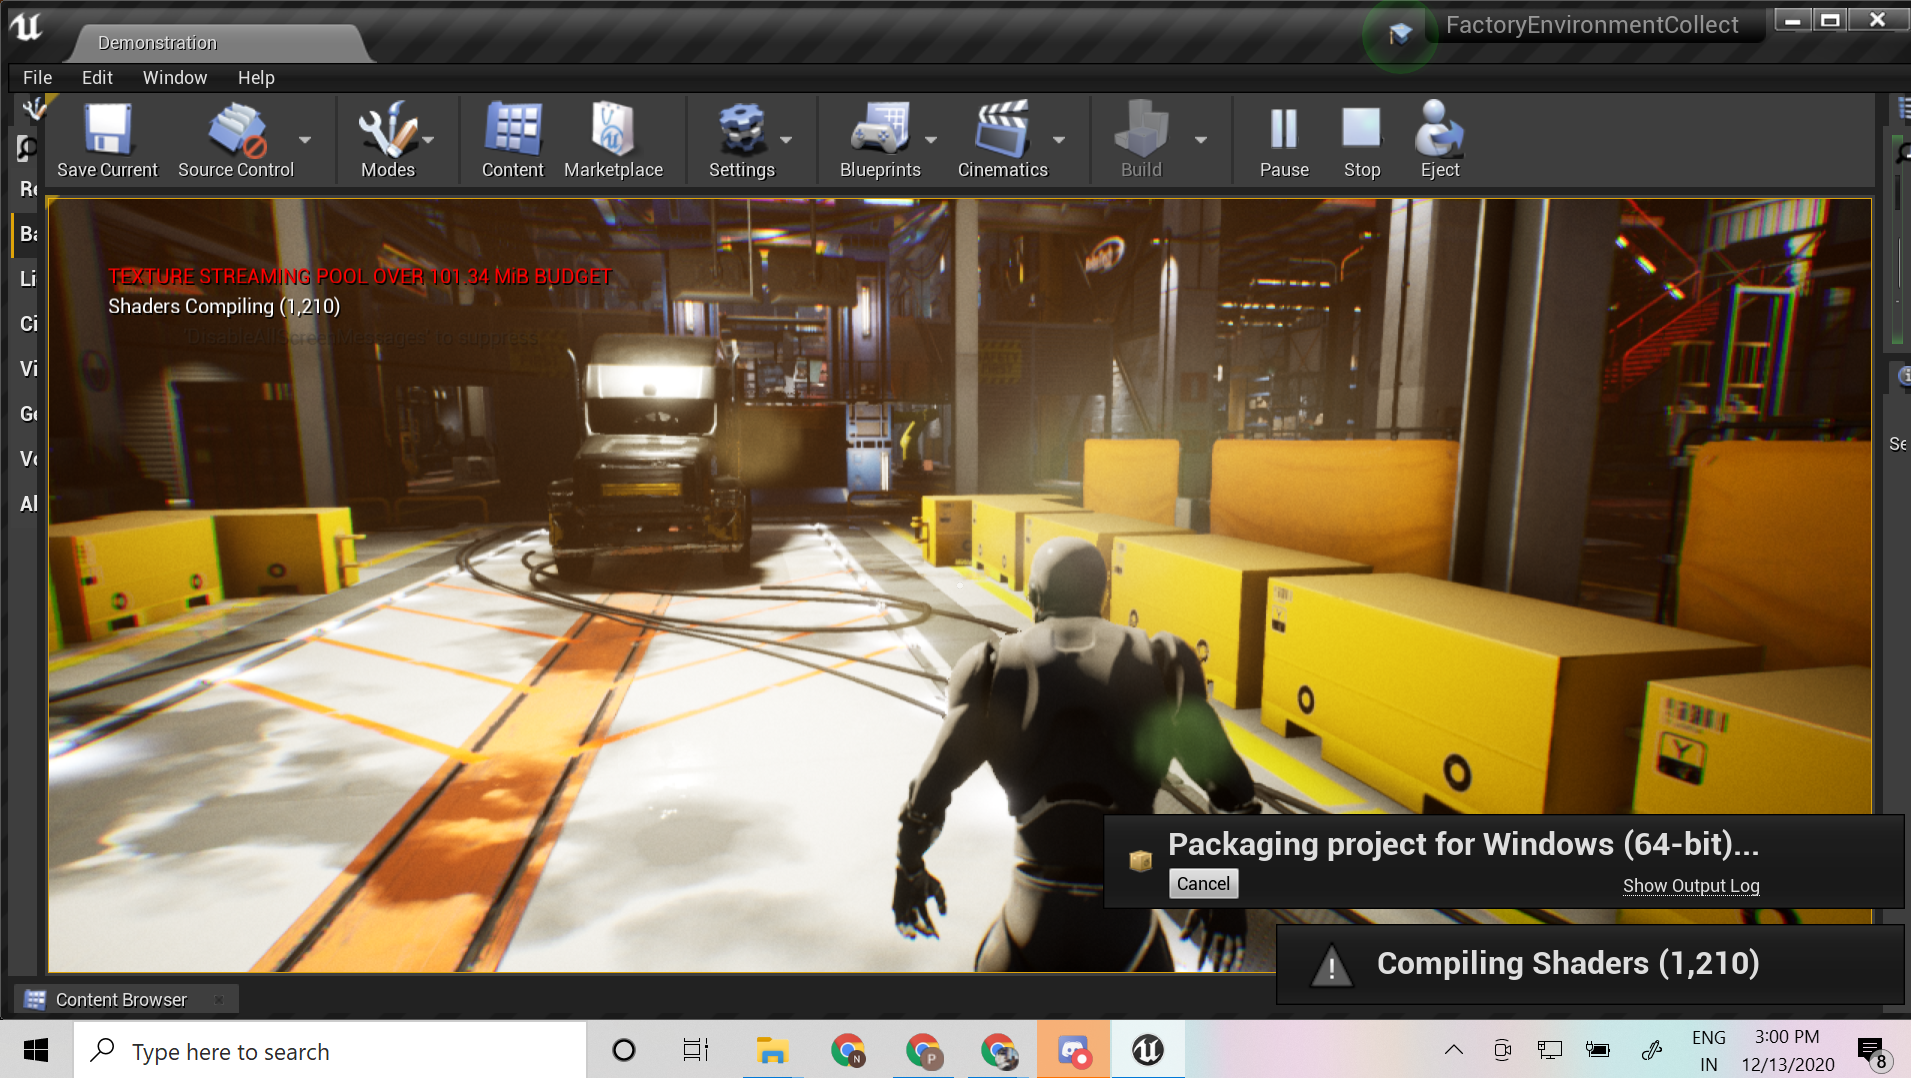 FactoryEnvironmentCollect
Demonstration
File Edit Window Help
Save Current Source Control Modes Content Marketplace Settings Blueprints Cinematics Build Pause Stop Eject
Re
Ba
Li
Ci
Vi
Ge
Vo
Al
Se
TEXTURE STREAMING POOL OVER 101.34 MiB BUDGET
Shaders Compiling (1,210)
'DisableAllScreenMessages' to suppress
SAFETY FIRST
Y
Packaging project for Windows (64-bit)...
Cancel
Show Output Log
Compiling Shaders (1,210)
Content Browser
Type here to search
N
P
ENG
IN
3:00 PM
12/13/2020
8